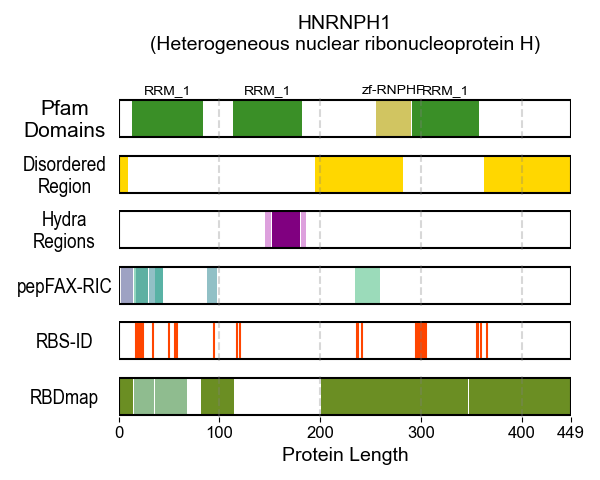 HNRNPH1
(Heterogeneous nuclear ribonucleoprotein H)
RRM_1 RRM_1 zf-RNPHF RRM_1
Pfam
Domains
Disordered
Region
Hydra
Regions
pepFAX-RIC
RBS-ID
RBDmap
0 100 200 300 400 449
Protein Length